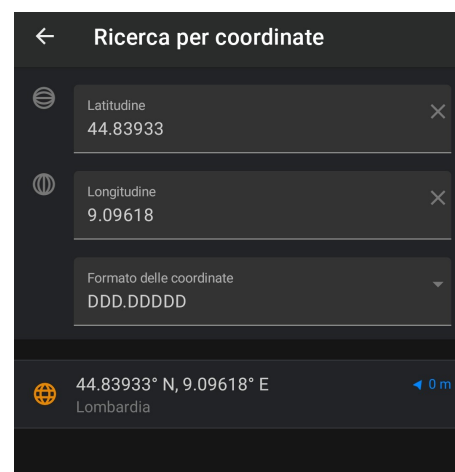 Ricerca per coordinate
Latitudine
44.83933
Longitudine
9.09618
Formato delle coordinate
DDD.DDDDD
44.83933° N, 9.09618° E
0 m
Lombardia